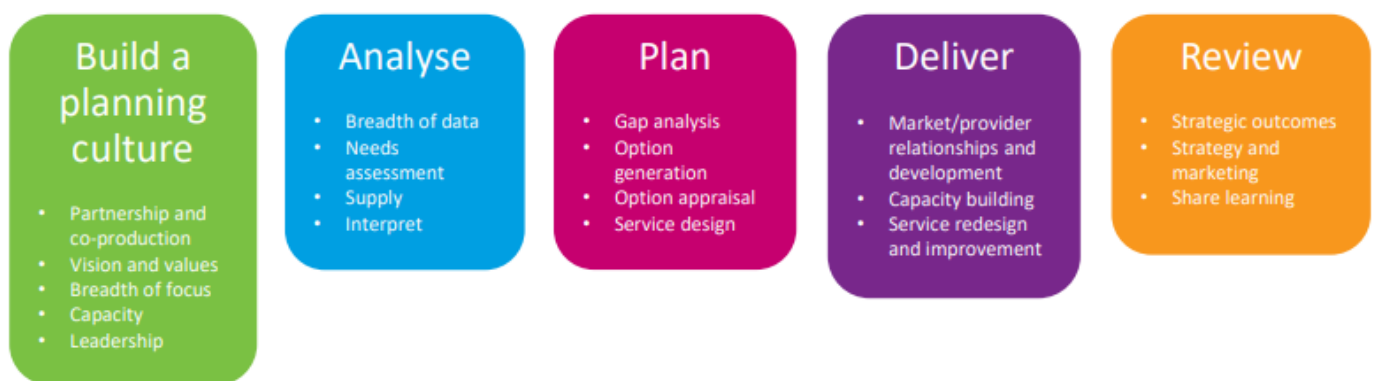 Build a
planning
culture
• Partnership and
co-production
• Vision and values
• Breadth of focus
• Capacity
• Leadership
Analyse
• Breadth of data
• Needs
assessment
• Supply
• Interpret
Plan
• Gap analysis
• Option
generation
• Option appraisal
• Service design
Deliver
• Market/provider
relationships and
development
• Capacity building
• Service redesign
and improvement
Review
• Strategic outcomes
• Strategy and
marketing
• Share learning